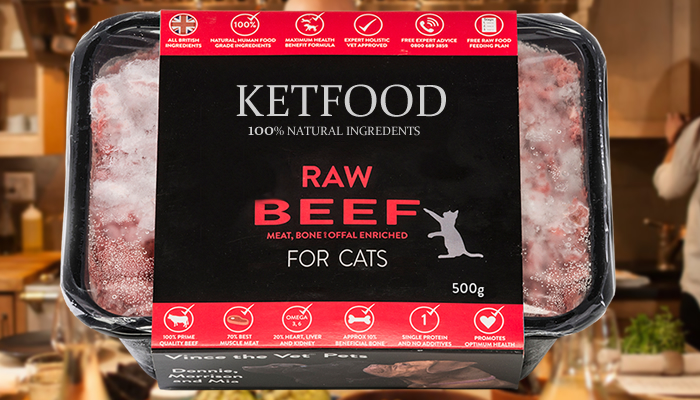 ALL BRITISH
INGREDIENTS
100%
NATURAL, HUMAN FOOD
GRADE INGREDIENTS
MAXIMUM HEALTH
BENEFIT FORMULA
EXPERT HOLISTIC
VET APPROVED
FREE EXPERT ADVICE
0800 689 3859
FREE RAW FOOD
FEEDING PLAN
KETFOOD
100% NATURAL INGREDENTS
RAW
BEEF
MEAT, BONE 1 OFFAL ENRICHED
FOR CATS
500g
100% PRIME
QUALITY BEEF
70% BEST
MUSCLE MEAT
OMEGA
3, 6
20% HEART, LIVER
AND KIDNEY
APPROX 10%
BENEFICIAL BONE
1
SINGLE PROTEIN
AND NO ADDITIVES
PROMOTES
OPTIMUM HEALTH
Vince the Vet Pets
Donnie,
Morrison
and Mia